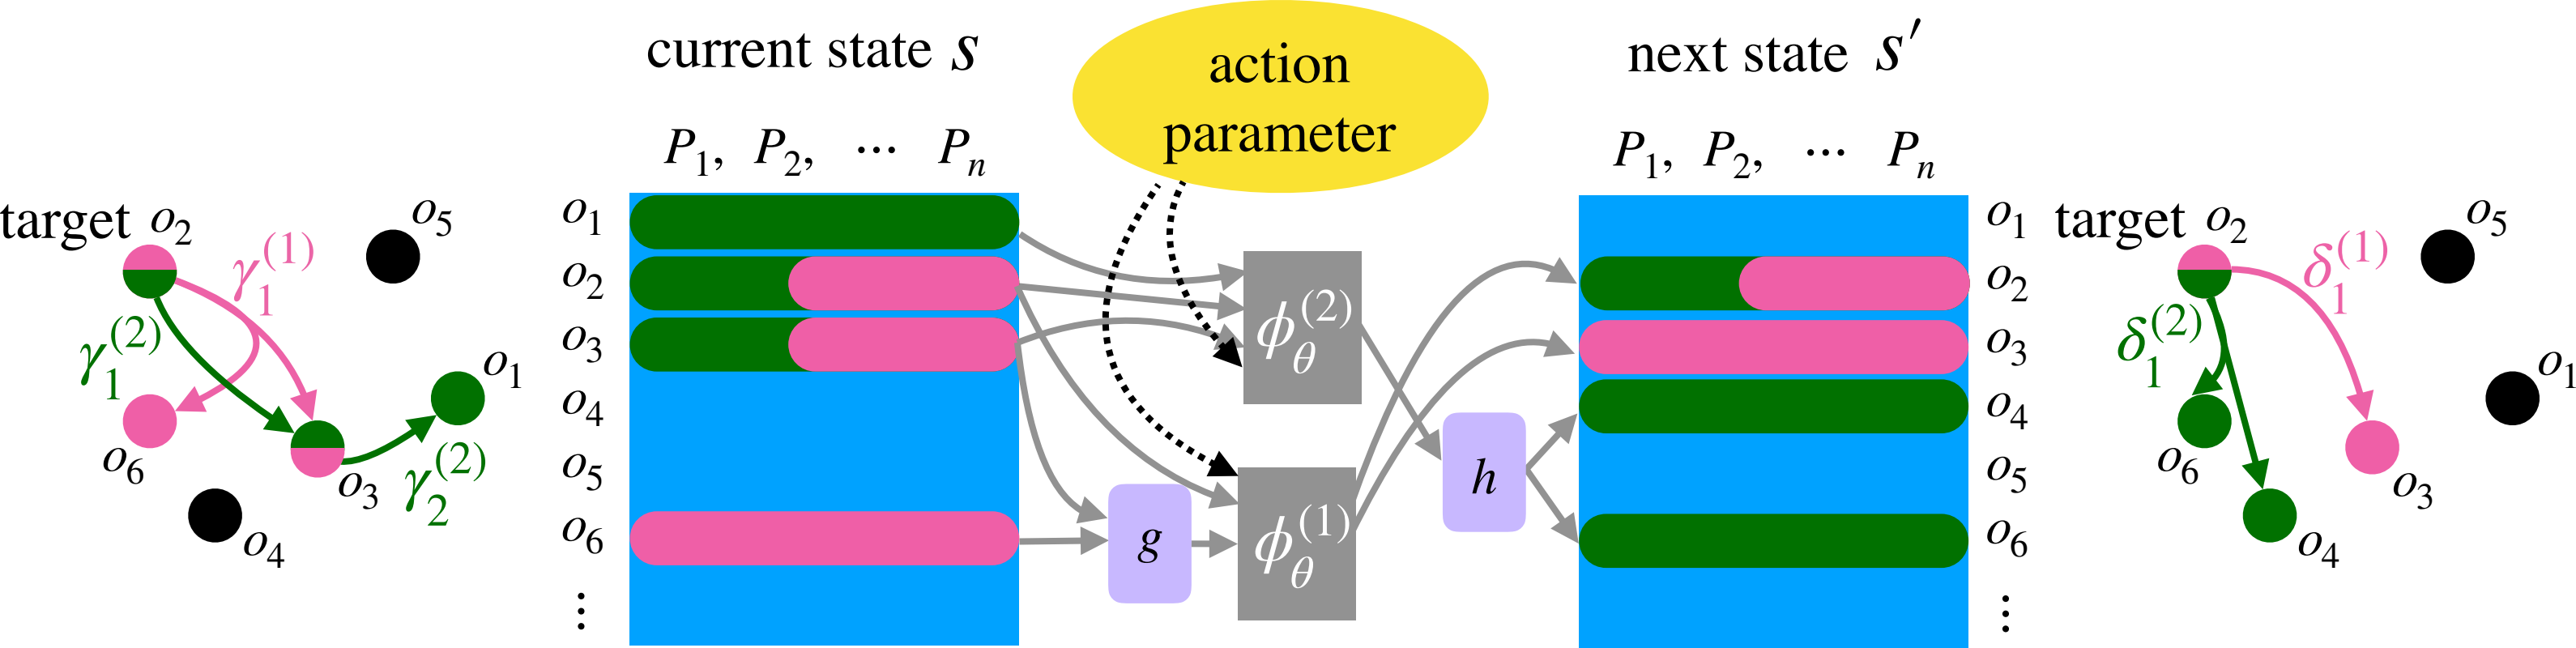 current state s
action parameter
next state s′
P₁, P₂, ⋯ Pₙ
P₁, P₂, ⋯ Pₙ
target o₂
o₅
γ₁⁽¹⁾
γ₁⁽²⁾
o₁
o₆
o₃
γ₂⁽²⁾
o₄
o₁
o₂
o₃
o₄
o₅
o₆
⋮
ϕ_θ⁽²⁾
g
ϕ_θ⁽¹⁾
h
o₁
o₂
o₃
o₄
o₅
o₆
⋮
target o₂
o₅
δ₁⁽¹⁾
δ₁⁽²⁾
o₁
o₆
o₃
o₄